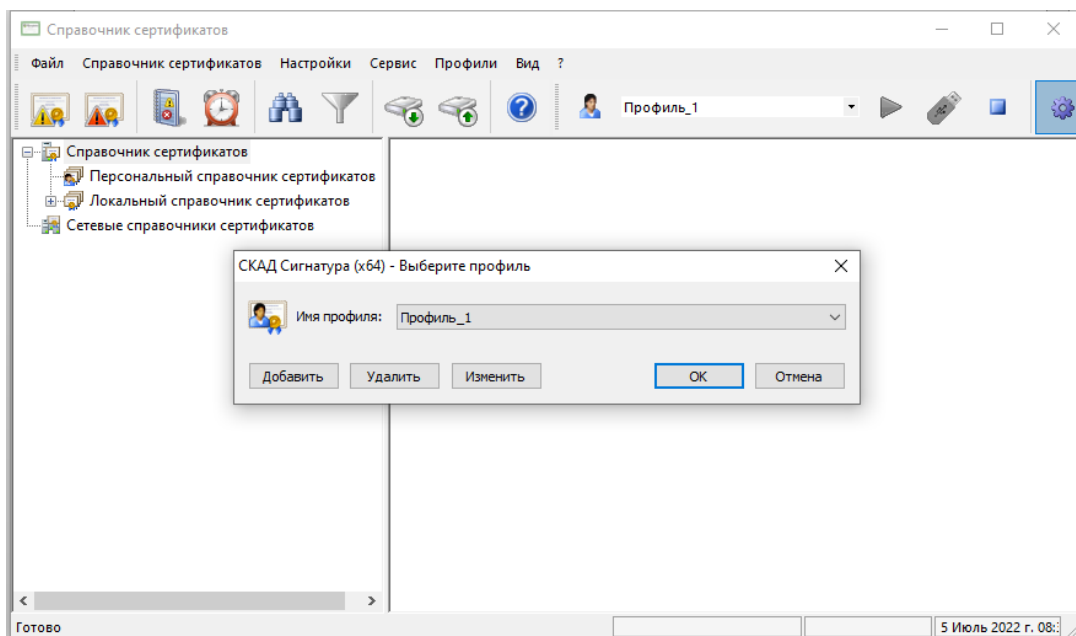 Справочник сертификатов
Файл Справочник сертификатов Настройки Сервис Профили Вид ?
Профиль_1
Справочник сертификатов
Персональный справочник сертификатов
Локальный справочник сертификатов
Сетевые справочники сертификатов
СКАД Сигнатура (x64) - Выберите профиль
Имя профиля: Профиль_1
Добавить Удалить Изменить ОК Отмена
Готово
5 Июль 2022 г. 08: